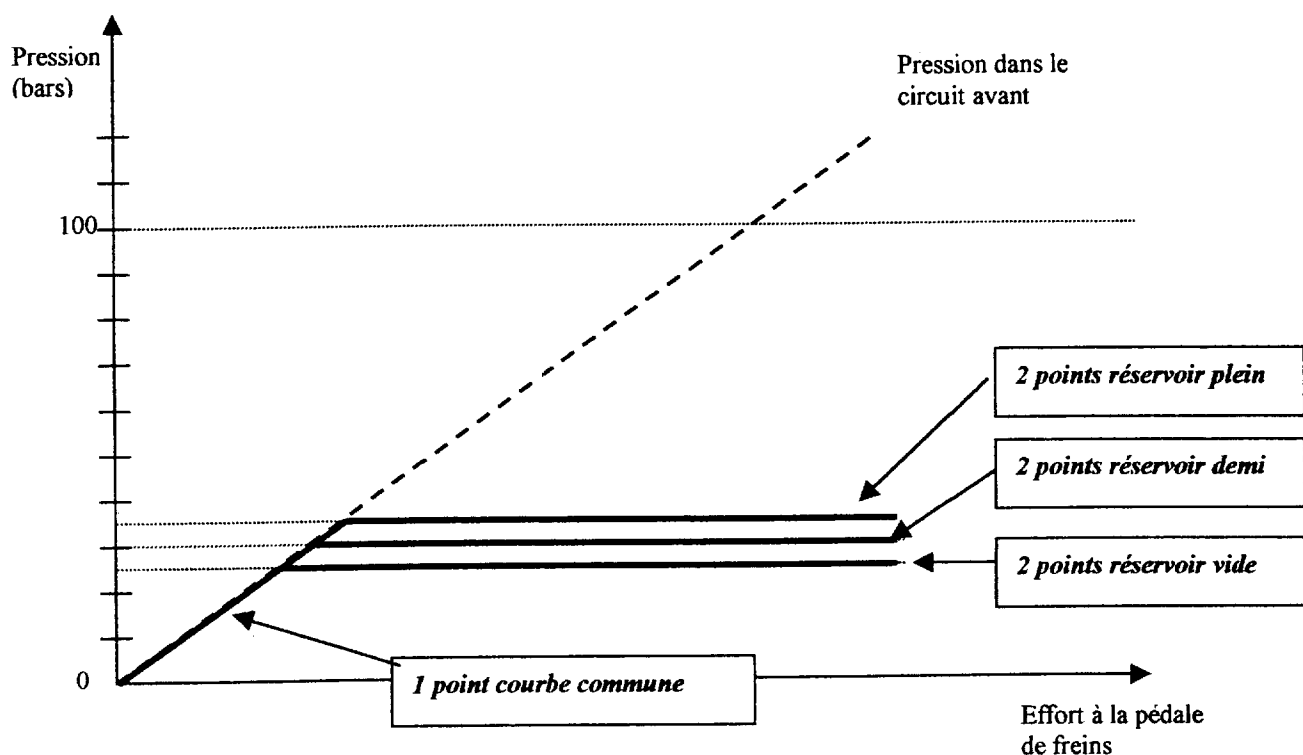 Pression
(bars)
Pression dans le
circuit avant
100
2 points réservoir plein
2 points réservoir demi
2 points réservoir vide
1 point courbe commune
0
Effort à la pédale
de freins